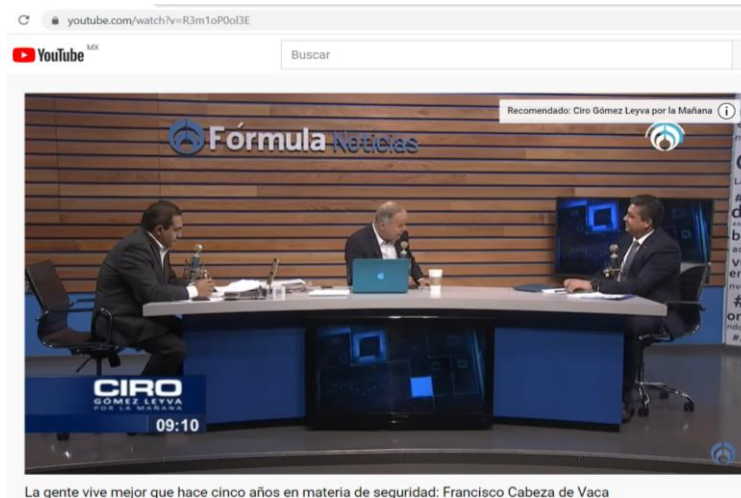 youtube.com/watch?v=R3m1oP0ol3E
YouTube MX
Buscar
Recomendado: Ciro Gómez Leyva por la Mañana
Fórmula Noticias
CIRO
GÓMEZ LEYVA
POR LA MAÑANA
09:10
La gente vive mejor que hace cinco años en materia de seguridad: Francisco Cabeza de Vaca